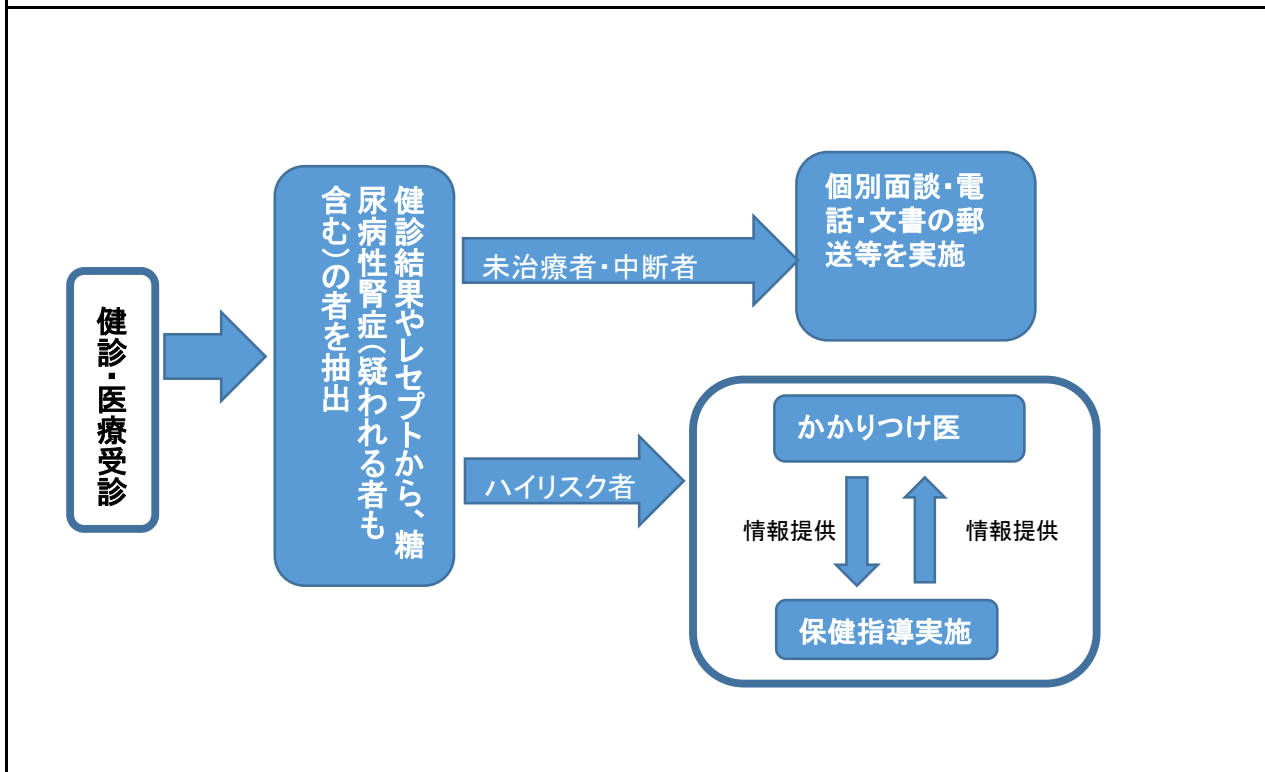 健診・医療受診
健診結果やレセプトから、糖
尿病性腎症（疑われる者も
含む）の者を抽出
未治療者・中断者
個別面談・電
話・文書の郵
送等を実施
ハイリスク者
かかりつけ医
情報提供
情報提供
保健指導実施